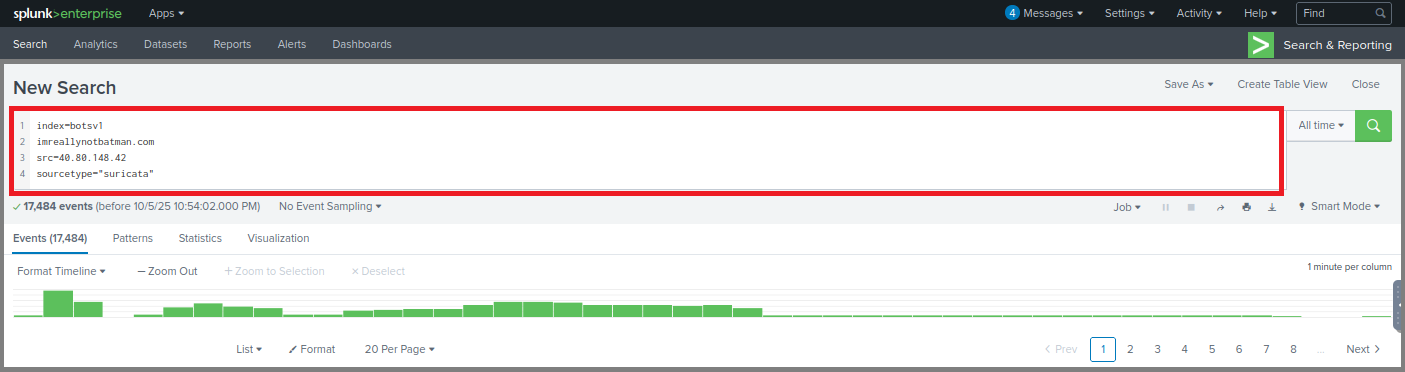 splunk>enterprise Apps 4 Messages Settings Activity Help Find
Search Analytics Datasets Reports Alerts Dashboards > Search & Reporting
New Search Save As Create Table View Close
1 index=botsv1
2 imreallynotbatman.com
3 src=40.80.148.42
4 sourcetype="suricata"
All time
✓ 17,484 events (before 10/5/25 10:54:02.000 PM) No Event Sampling Job Smart Mode
Events (17,484) Patterns Statistics Visualization
Format Timeline — Zoom Out + Zoom to Selection × Deselect 1 minute per column
List Format 20 Per Page < Prev 1 2 3 4 5 6 7 8 ... Next >